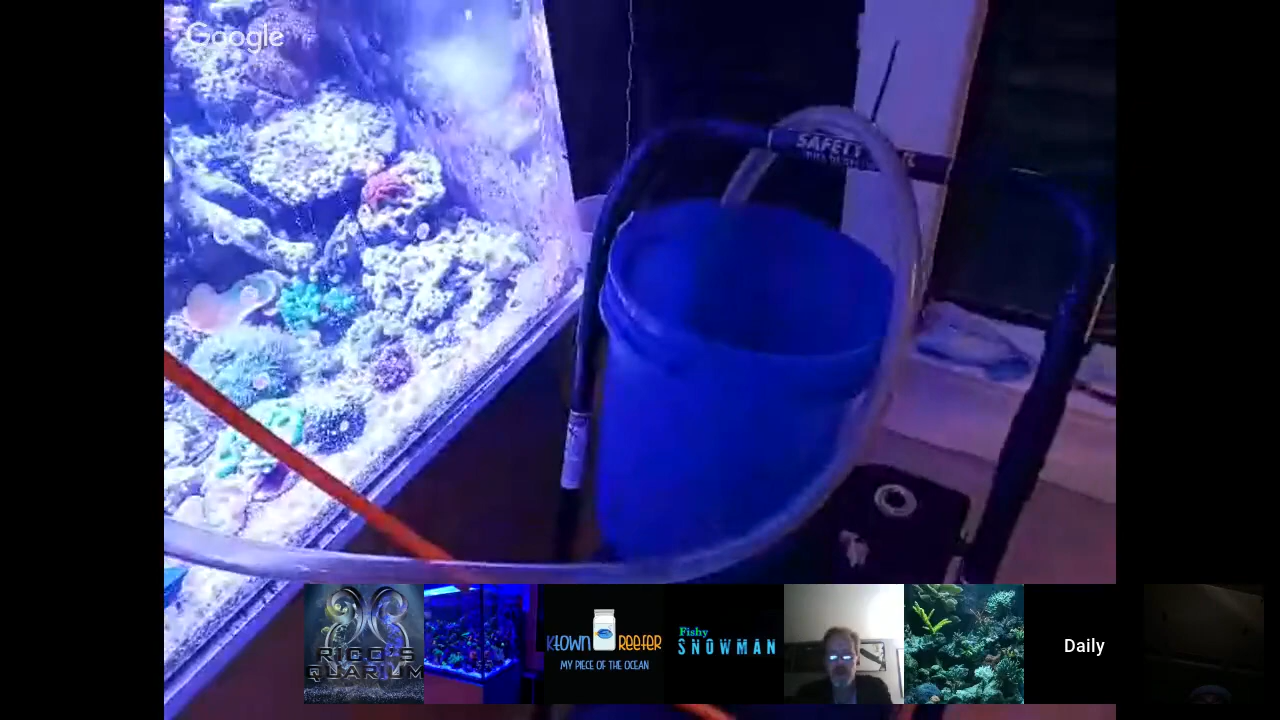 Google
SAFETY
RICO'S
QUARIUM
KTOWN REEFER
MY PIECE OF THE OCEAN
Fishy
SNOWMAN
Daily